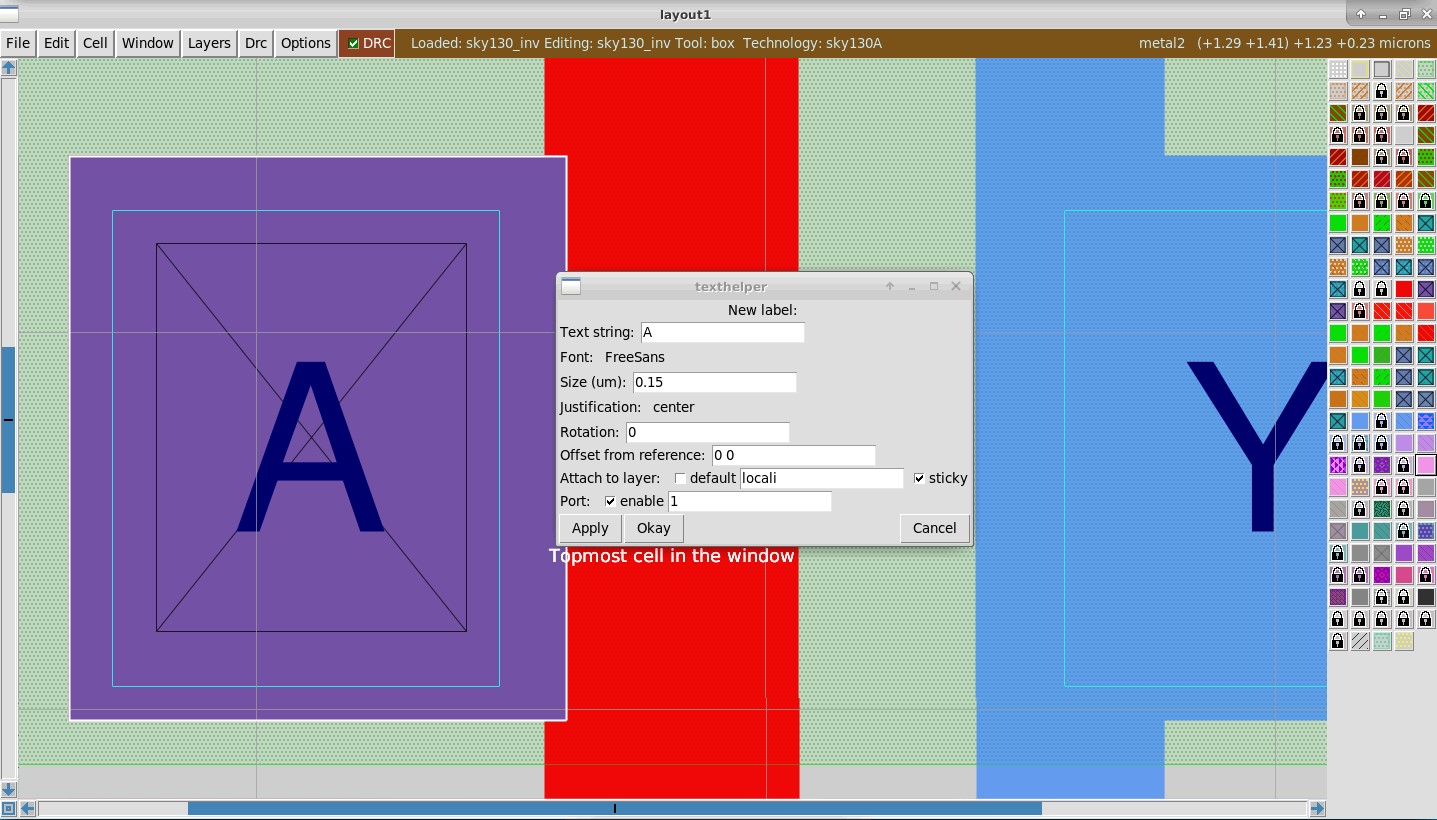 layout1
File Edit Cell Window Layers Drc Options DRC Loaded: sky130_inv Editing: sky130_inv Tool: box Technology: sky130A metal2 (+1.29 +1.41) +1.23 +0.23 microns
texthelper
New label:
Text string: A
Font: FreeSans
Size (um): 0.15
Justification: center
Rotation: 0
Offset from reference: 0 0
Attach to layer: default locali sticky
Port: enable 1
Apply Okay Cancel
A
Y
Topmost cell in the window